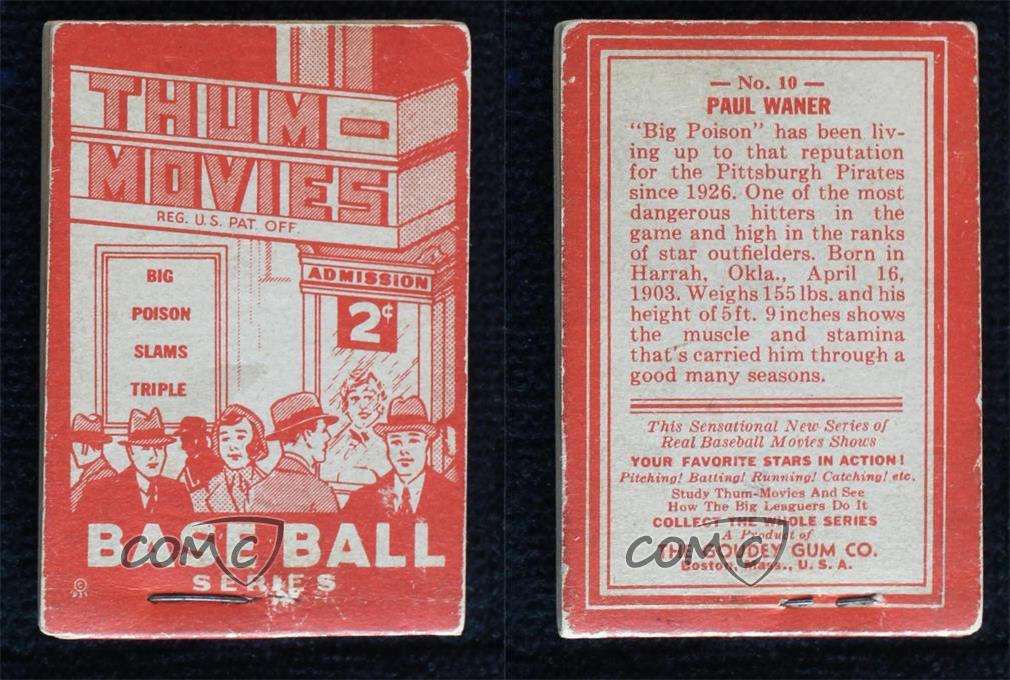 THUM-
MOVIES
REG. U.S. PAT. OFF.
ADMISSION
2¢
BIG
POISON
SLAMS
TRIPLE
BASEBALL
SERIES
COMC
— No. 10 —
PAUL WANER
"Big Poison" has been liv-
ing up to that reputation
for the Pittsburgh Pirates
since 1926. One of the most
dangerous hitters in the
game and high in the ranks
of star outfielders. Born in
Harrah, Okla., April 16,
1903. Weighs 155 lbs. and his
height of 5 ft. 9 inches shows
the muscle and stamina
that's carried him through a
good many seasons.
This Sensational New Series of
Real Baseball Movies Shows
YOUR FAVORITE STARS IN ACTION!
Pitching! Batting! Running! Catching! etc.
Study Thum-Movies And See
How The Big Leaguers Do It
COLLECT THE WHOLE SERIES
A Product of
THE GOUDEY GUM CO.
Boston, Mass., U. S. A.
COMC